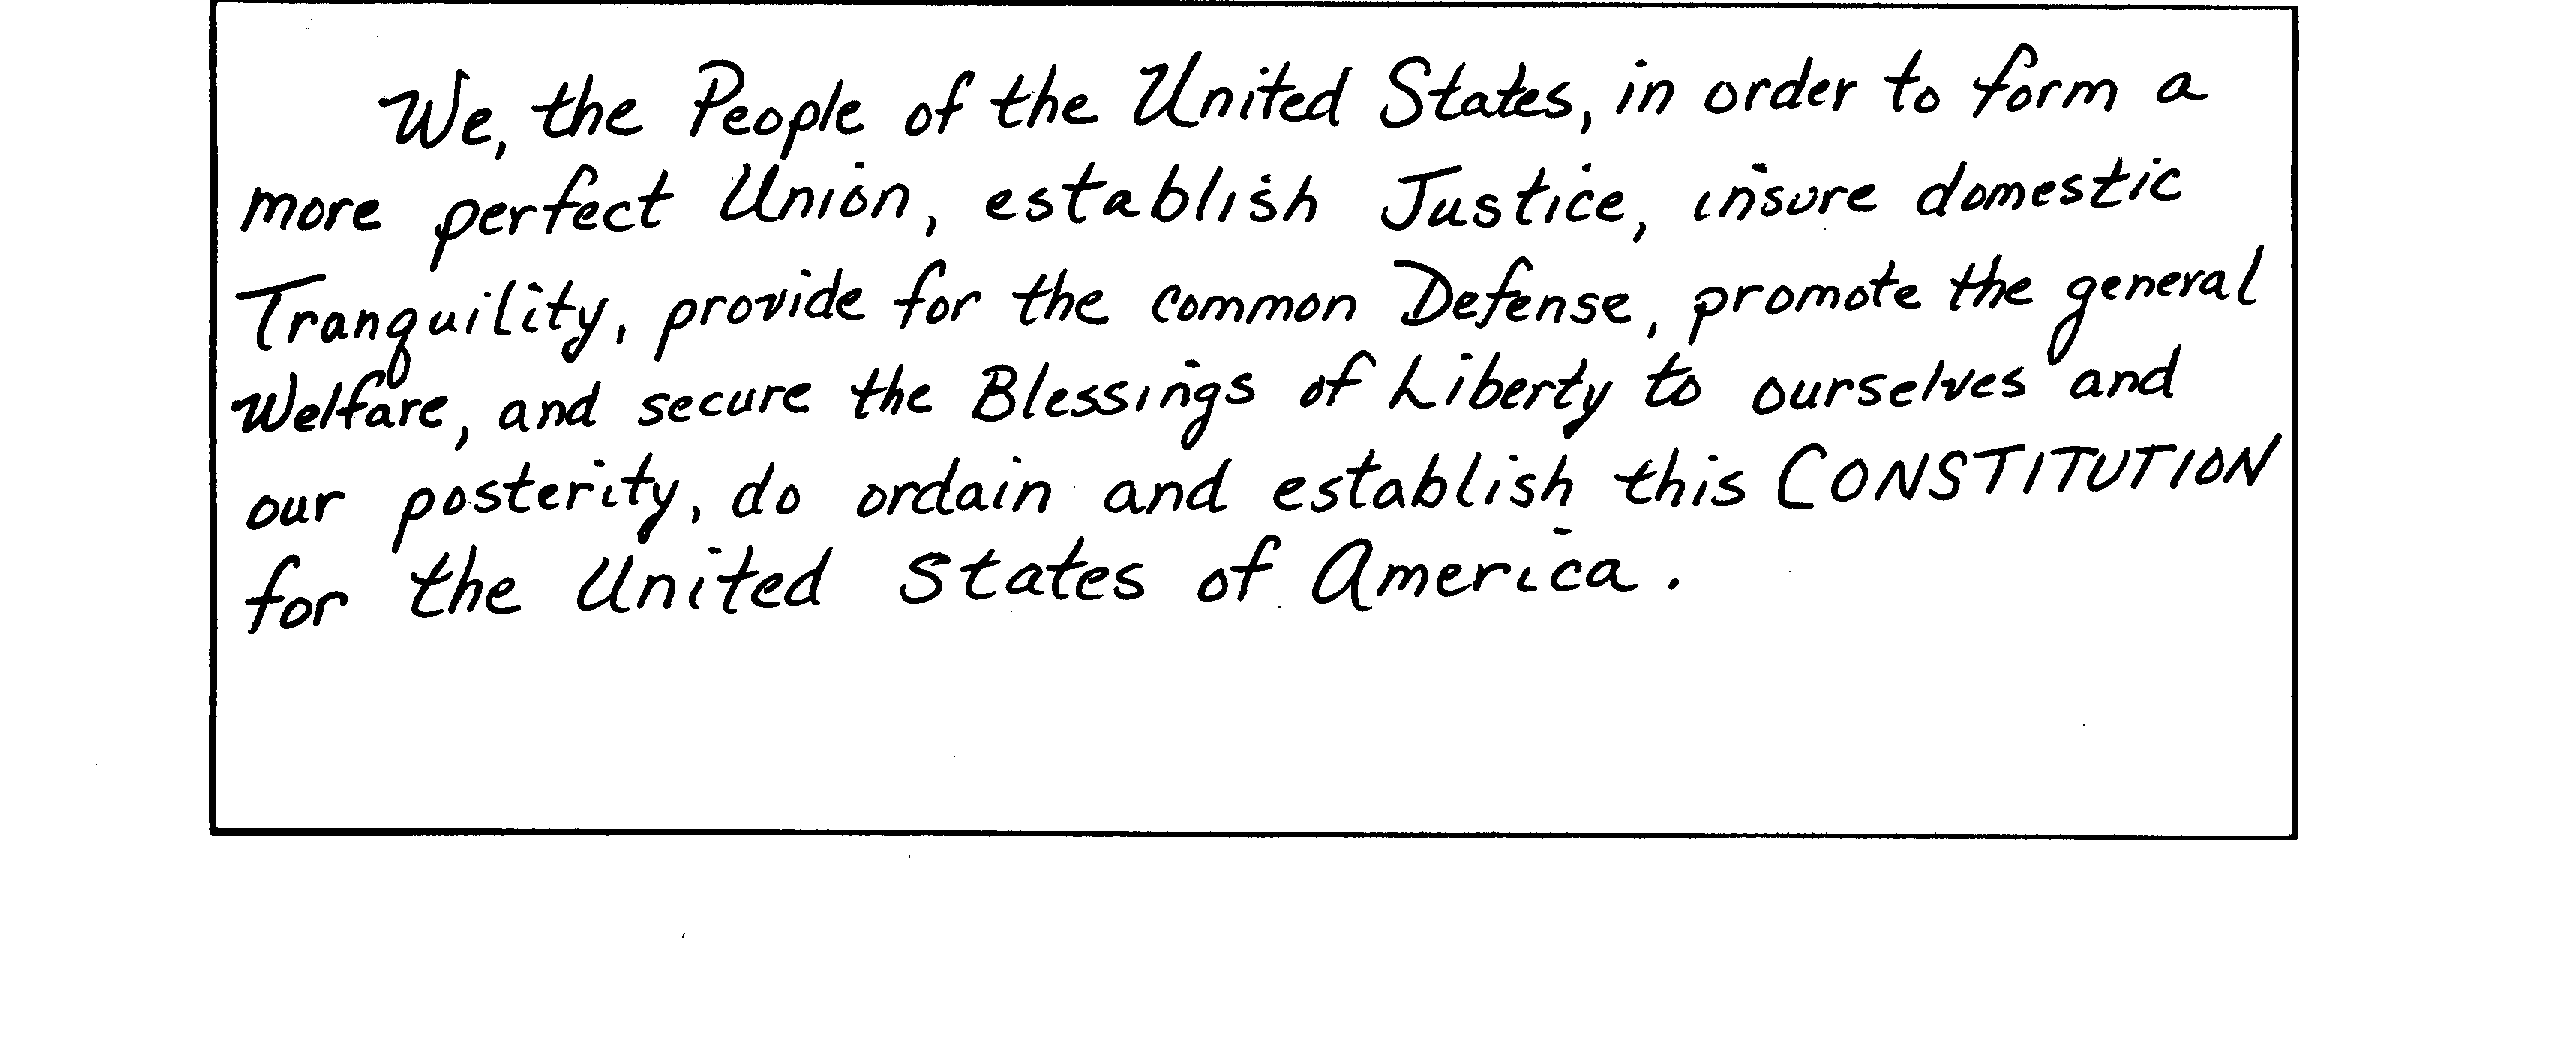 We, the People of the United States, in order to form a
more perfect Union, establish Justice, insure domestic
Tranquility, provide for the common Defense, promote the general
Welfare, and secure the Blessings of Liberty to ourselves and
our posterity, do ordain and establish this CONSTITUTION
for the United States of America.